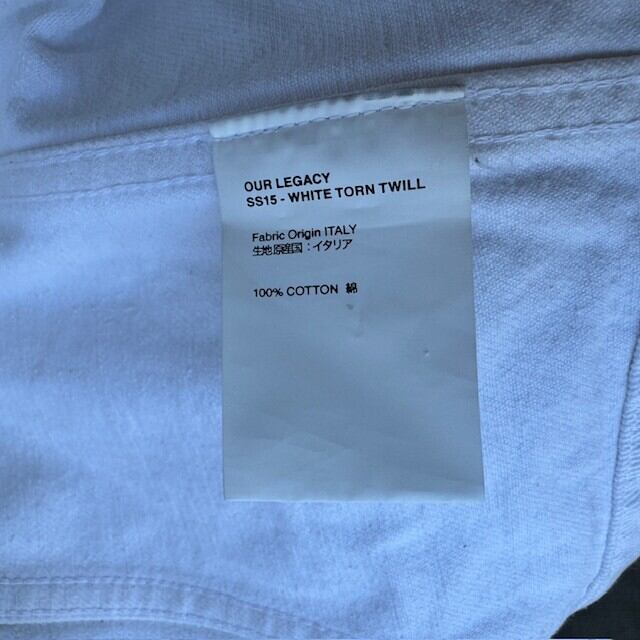 OUR LEGACY
SS15 - WHITE TORN TWILL
Fabric Origin ITALY
生地原産国：イタリア
100% COTTON 綿